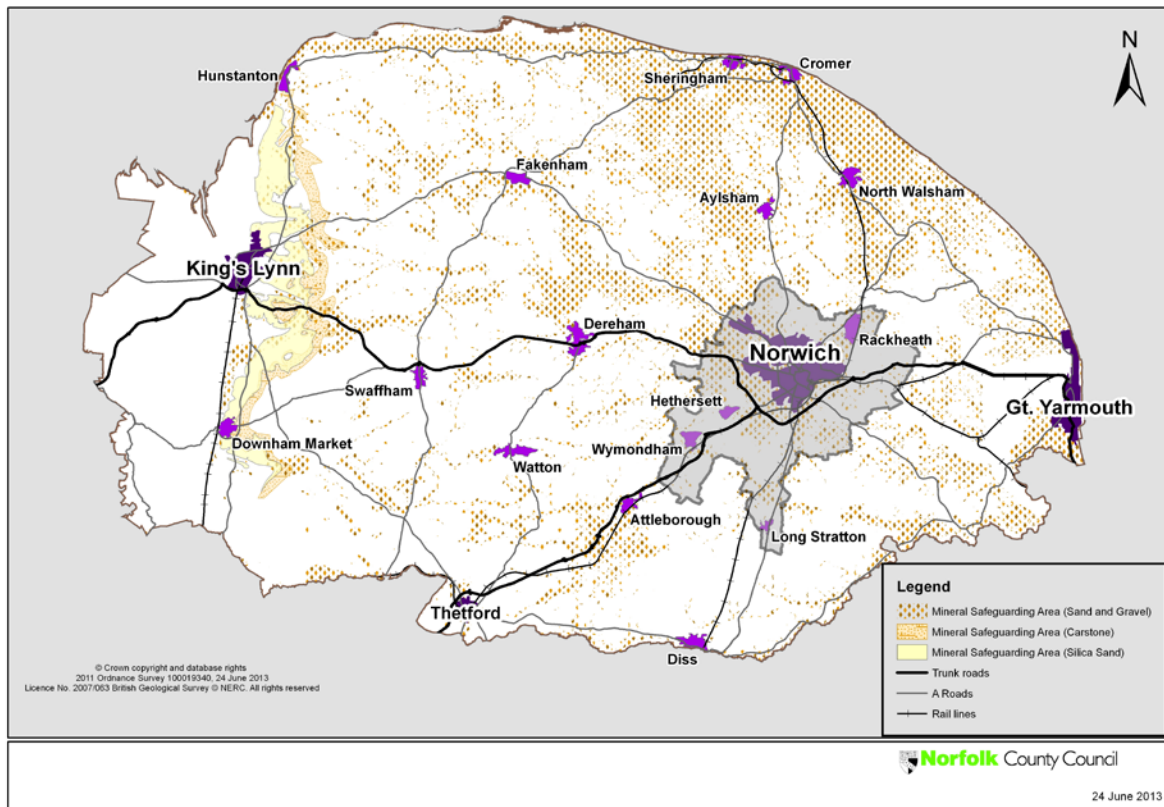 N
Hunstanton
Sheringham
Cromer
Fakenham
Aylsham
North Walsham
King's Lynn
Dereham
Norwich
Rackheath
Swaffham
Hethersett
Gt. Yarmouth
Downham Market
Wymondham
Watton
Attleborough
Long Stratton
Thetford
Diss
Legend
Mineral Safeguarding Area (Sand and Gravel)
Mineral Safeguarding Area (Carstone)
Mineral Safeguarding Area (Silica Sand)
Trunk roads
A Roads
Rail lines
© Crown copyright and database rights
2011 Ordnance Survey 100019340, 24 June 2013
Licence No. 2007/063 British Geological Survey © NERC. All rights reserved
Norfolk County Council
24 June 2013